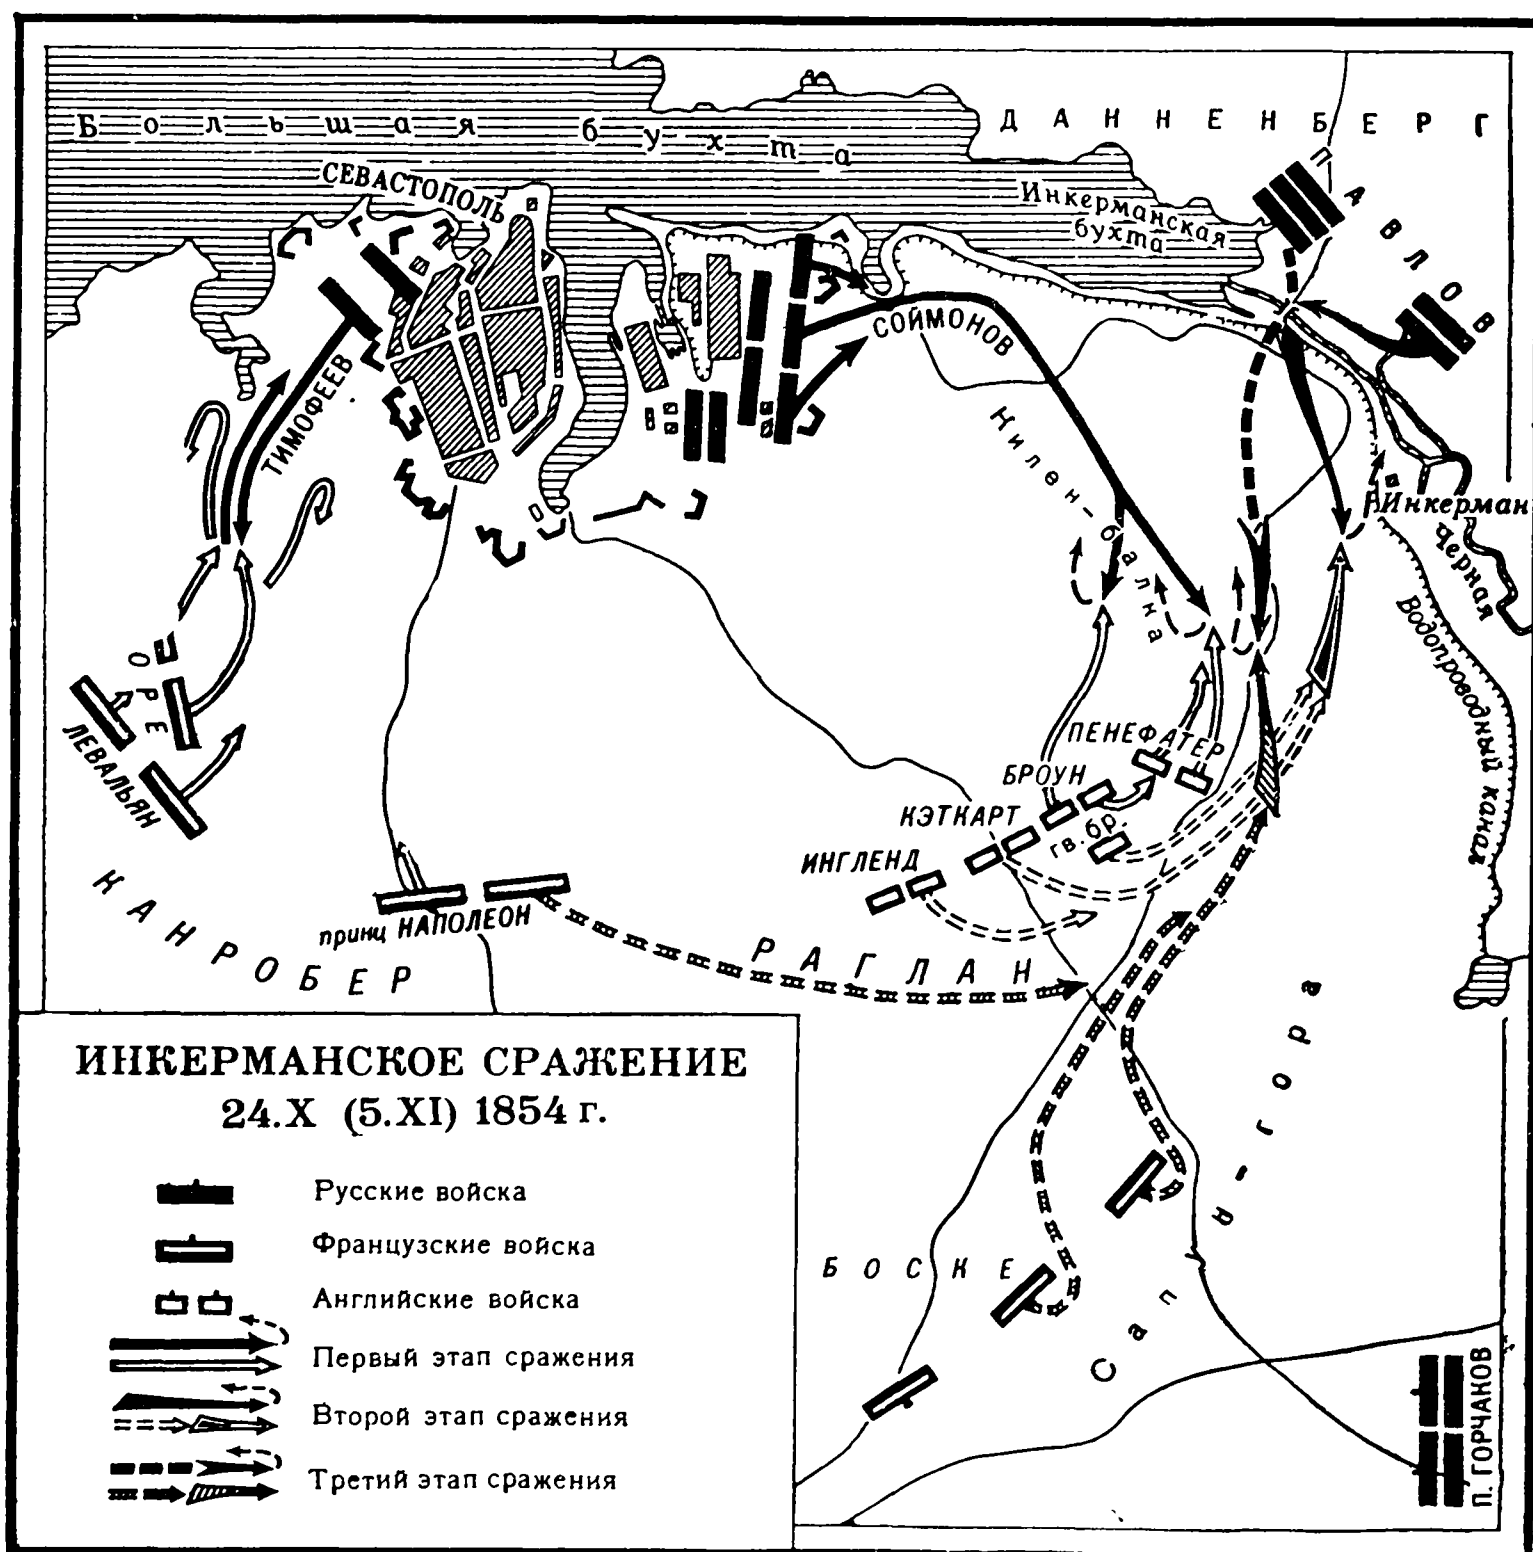 Большая бухта
ДАННЕНБЕРГ
СЕВАСТОПОЛЬ
Инкерманская
бухта
ПАВЛОВ
СОЙМОНОВ
ТИМОФЕЕВ
Килен-балка
Инкерман
Черная
Водопроводный канал
ОРЕ
ЛЕВАЛЬЯН
ПЕНЕФАТЕР
БРОУН
КЭТКАРТ
гв. бр.
ИНГЛЕНД
КАНРОБЕР
принц НАПОЛЕОН
РАГЛАН
Сапун-гора
БОСКЕ
П. ГОРЧАКОВ
ИНКЕРМАНСКОЕ СРАЖЕНИЕ
24.X (5.XI) 1854 г.
Русские войска
Французские войска
Английские войска
Первый этап сражения
Второй этап сражения
Третий этап сражения